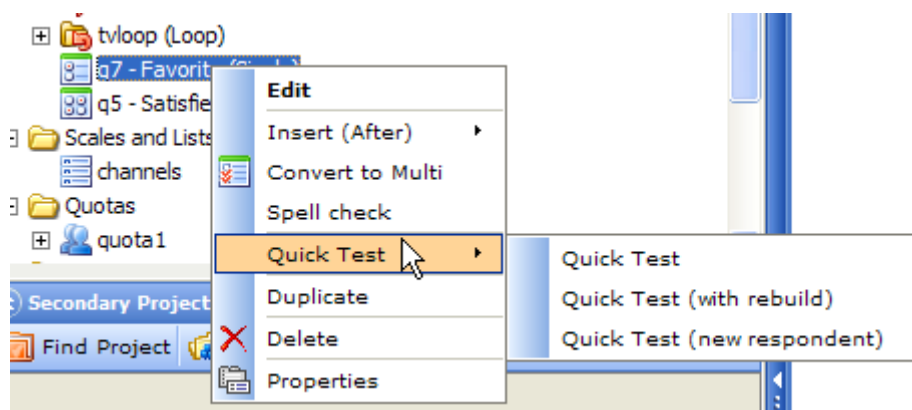 tvloop (Loop)
q7 - Favorit
q5 - Satisfie
Scales and Lists
channels
Quotas
quota1
Secondary Project
Find Project
Edit
Insert (After)
Convert to Multi
Spell check
Quick Test
Duplicate
Delete
Properties
Quick Test
Quick Test (with rebuild)
Quick Test (new respondent)